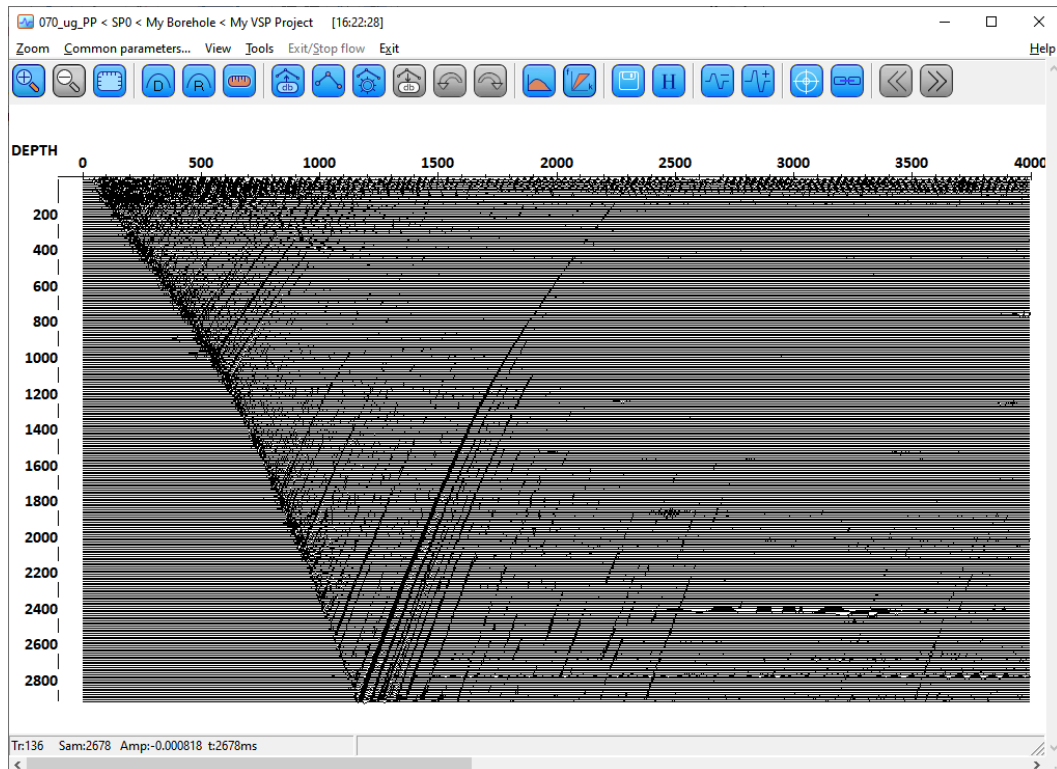 070_ug_PP < SP0 < My Borehole < My VSP Project [16:22:28]
Zoom Common parameters... View Tools Exit/Stop flow Exit Help
D R db db f k H
DEPTH
0 500 1000 1500 2000 2500 3000 3500 4000
200
400
600
800
1000
1200
1400
1600
1800
2000
2200
2400
2600
2800
Tr:136 Sam:2678 Amp:-0.000818 t:2678ms